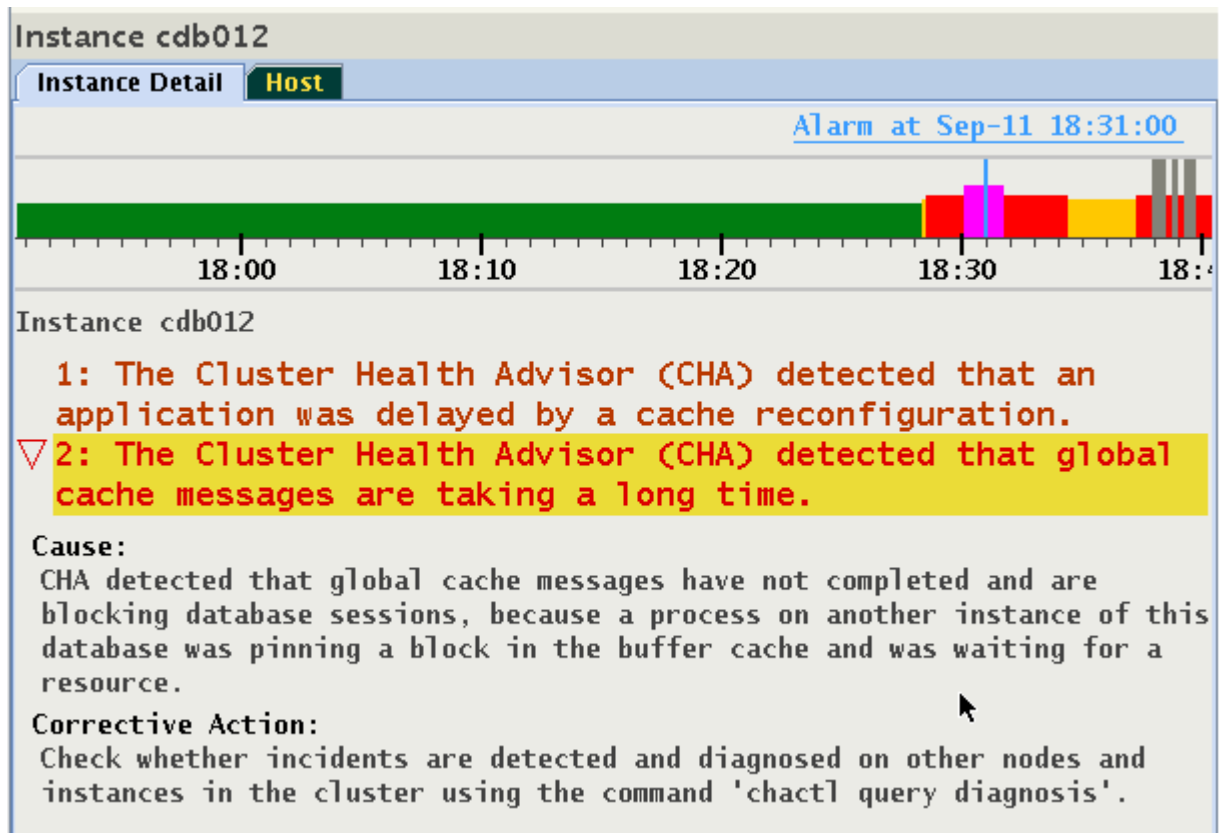 Instance cdb012
Instance Detail Host
Alarm at Sep-11 18:31:00
18:00 18:10 18:20 18:30 18:4
Instance cdb012
1: The Cluster Health Advisor (CHA) detected that an
application was delayed by a cache reconfiguration.
2: The Cluster Health Advisor (CHA) detected that global
cache messages are taking a long time.
Cause:
CHA detected that global cache messages have not completed and are
blocking database sessions, because a process on another instance of this
database was pinning a block in the buffer cache and was waiting for a
resource.
Corrective Action:
Check whether incidents are detected and diagnosed on other nodes and
instances in the cluster using the command 'chactl query diagnosis'.